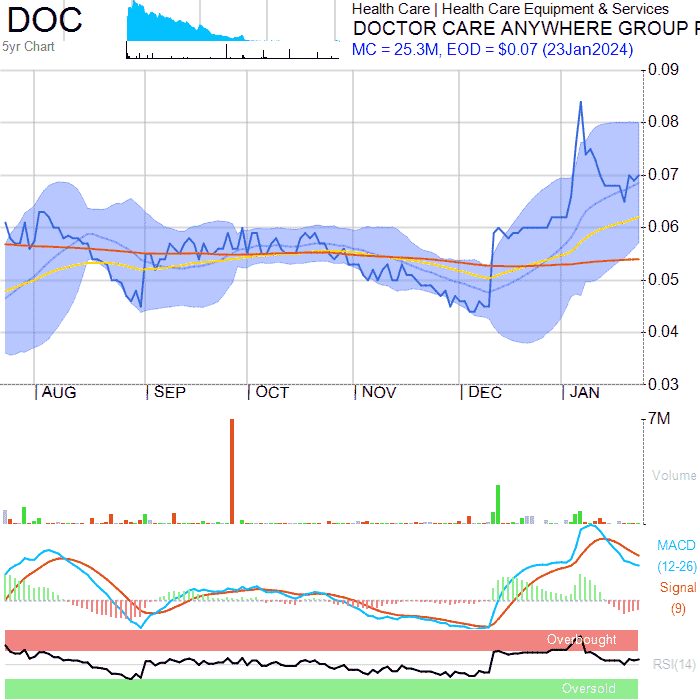 DOC
5yr Chart
Health Care | Health Care Equipment & Services
DOCTOR CARE ANYWHERE GROUP
MC = 25.3M, EOD = $0.07 (23Jan2024)
0.09
0.08
0.07
0.06
0.05
0.04
0.03
AUG SEP OCT NOV DEC JAN
7M
Volume
MACD
(12-26)
Signal
(9)
Overbought
RSI(14)
Oversold